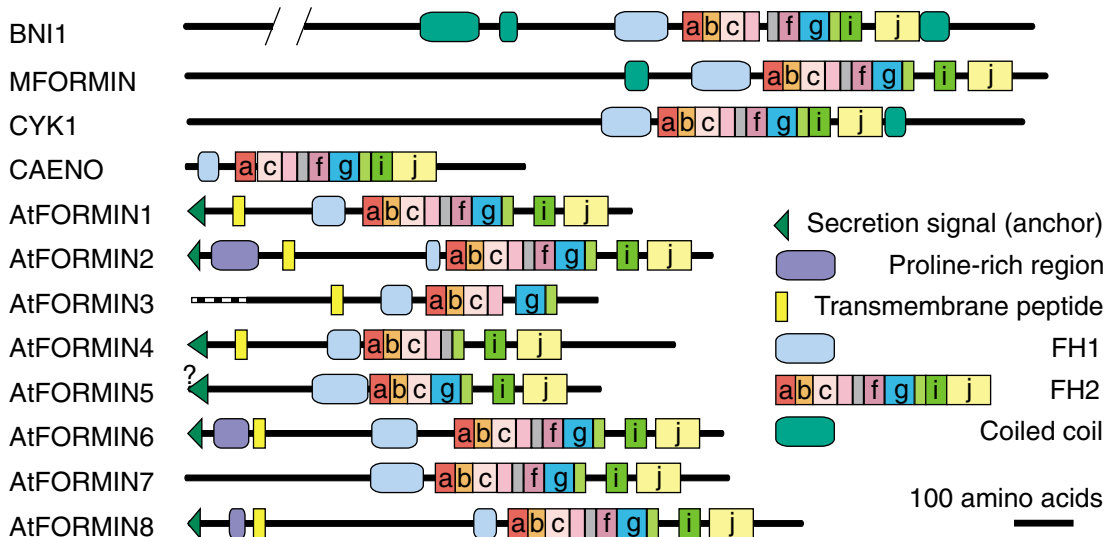 BNI1 a b c f g i j
MFORMIN a b c f g i j
CYK1 a b c f g i j
CAENO a c f g i j
AtFORMIN1 a b c f g i j
AtFORMIN2 a b c f g i j
AtFORMIN3 a b c g
AtFORMIN4 a b c i j
?
AtFORMIN5 a b c g i j
AtFORMIN6 a b c f g i j
AtFORMIN7 a b c f g i j
AtFORMIN8 a b c f g i j
Secretion signal (anchor)
Proline-rich region
Transmembrane peptide
FH1
a b c f g i j FH2
Coiled coil
100 amino acids